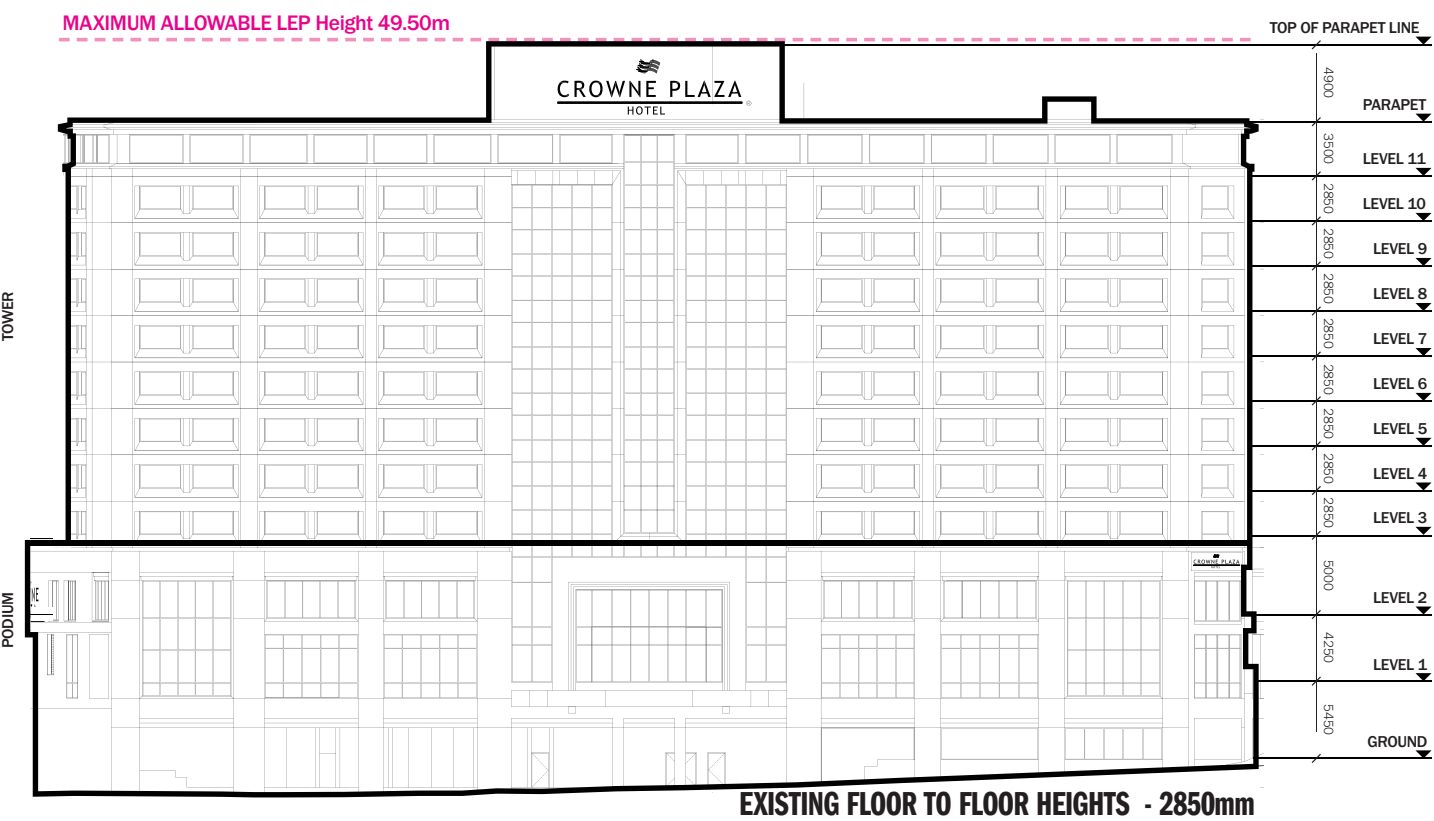 MAXIMUM ALLOWABLE LEP Height 49.50m
TOP OF PARAPET LINE
CROWNE PLAZA
®
HOTEL
4900
PARAPET
3500
LEVEL 11
2850
LEVEL 10
2850
LEVEL 9
2850
LEVEL 8
2850
LEVEL 7
2850
LEVEL 6
2850
LEVEL 5
2850
LEVEL 4
2850
LEVEL 3
TOWER
CROWNE PLAZA
5000
LEVEL 2
NE
PODIUM
4250
LEVEL 1
5450
GROUND
EXISTING FLOOR TO FLOOR HEIGHTS - 2850mm